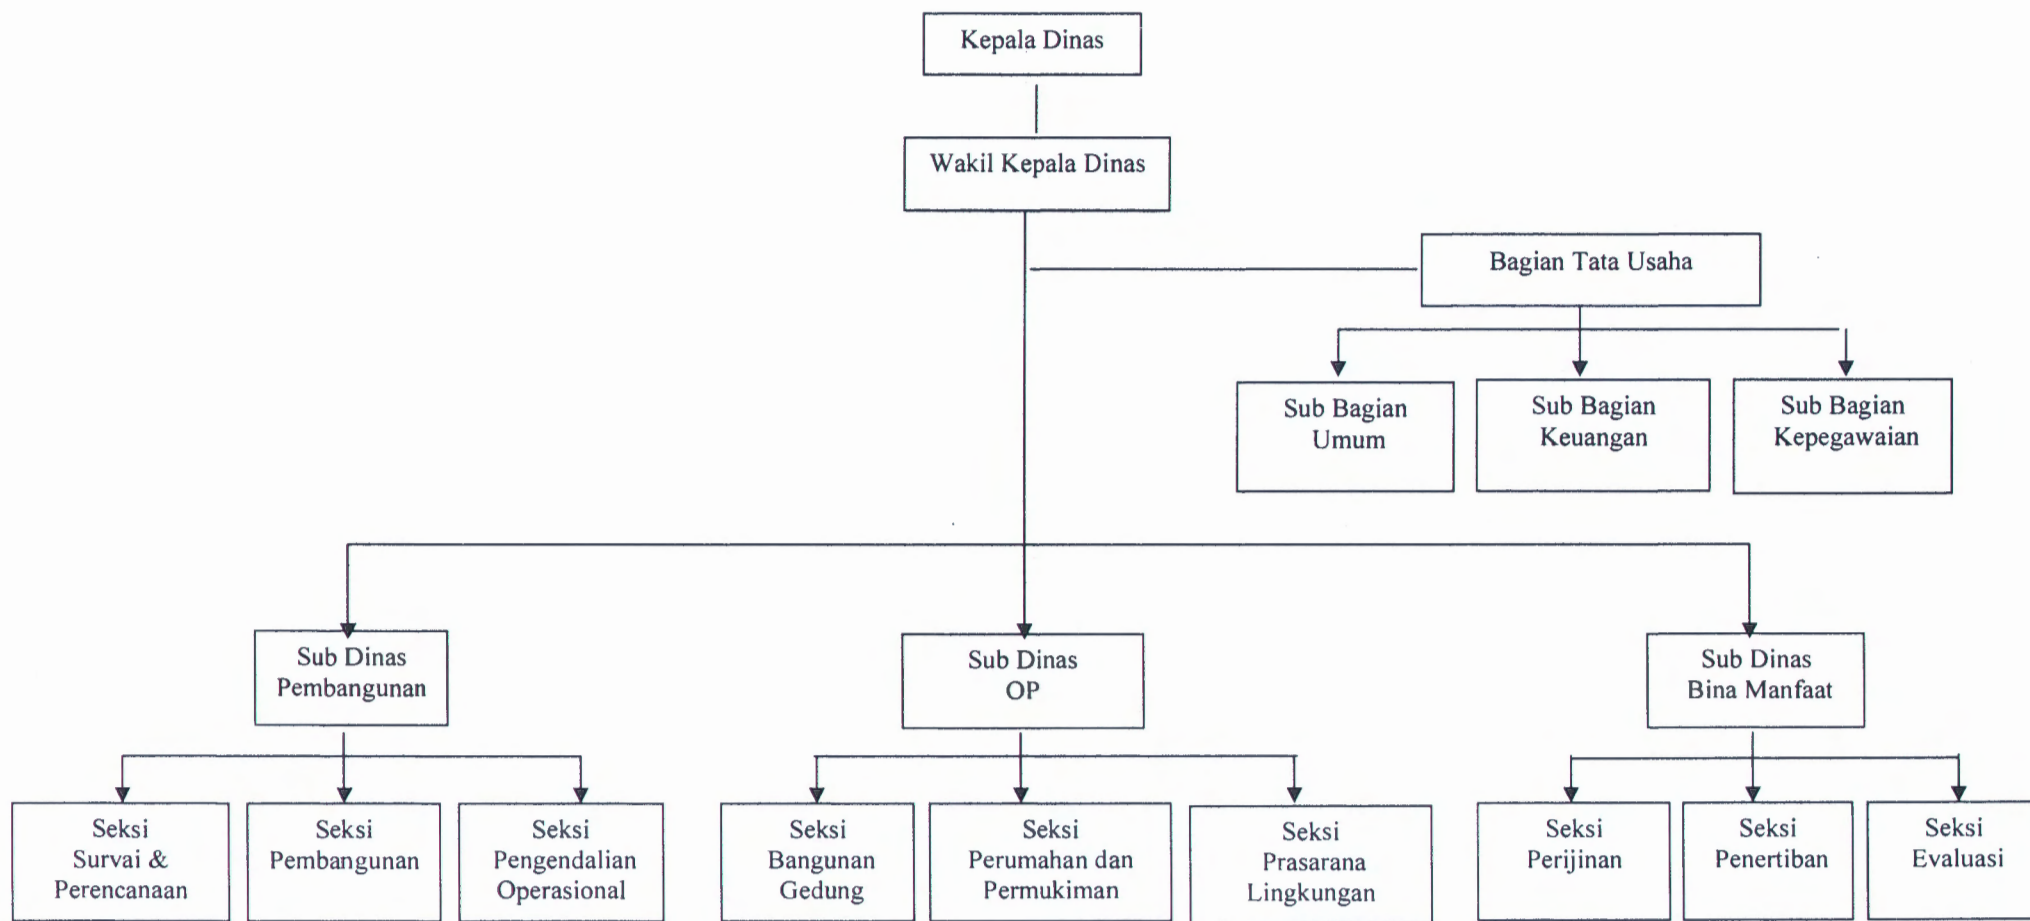 Kepala Dinas
Wakil Kepala Dinas
Bagian Tata Usaha
Sub Bagian
Umum
Sub Bagian
Keuangan
Sub Bagian
Kepegawaian
Sub Dinas
Pembangunan
Sub Dinas
OP
Sub Dinas
Bina Manfaat
Seksi
Survai &
Perencanaan
Seksi
Pembangunan
Seksi
Pengendalian
Operasional
Seksi
Bangunan
Gedung
Seksi
Perumahan dan
Permukiman
Seksi
Prasarana
Lingkungan
Seksi
Perijinan
Seksi
Penertiban
Seksi
Evaluasi